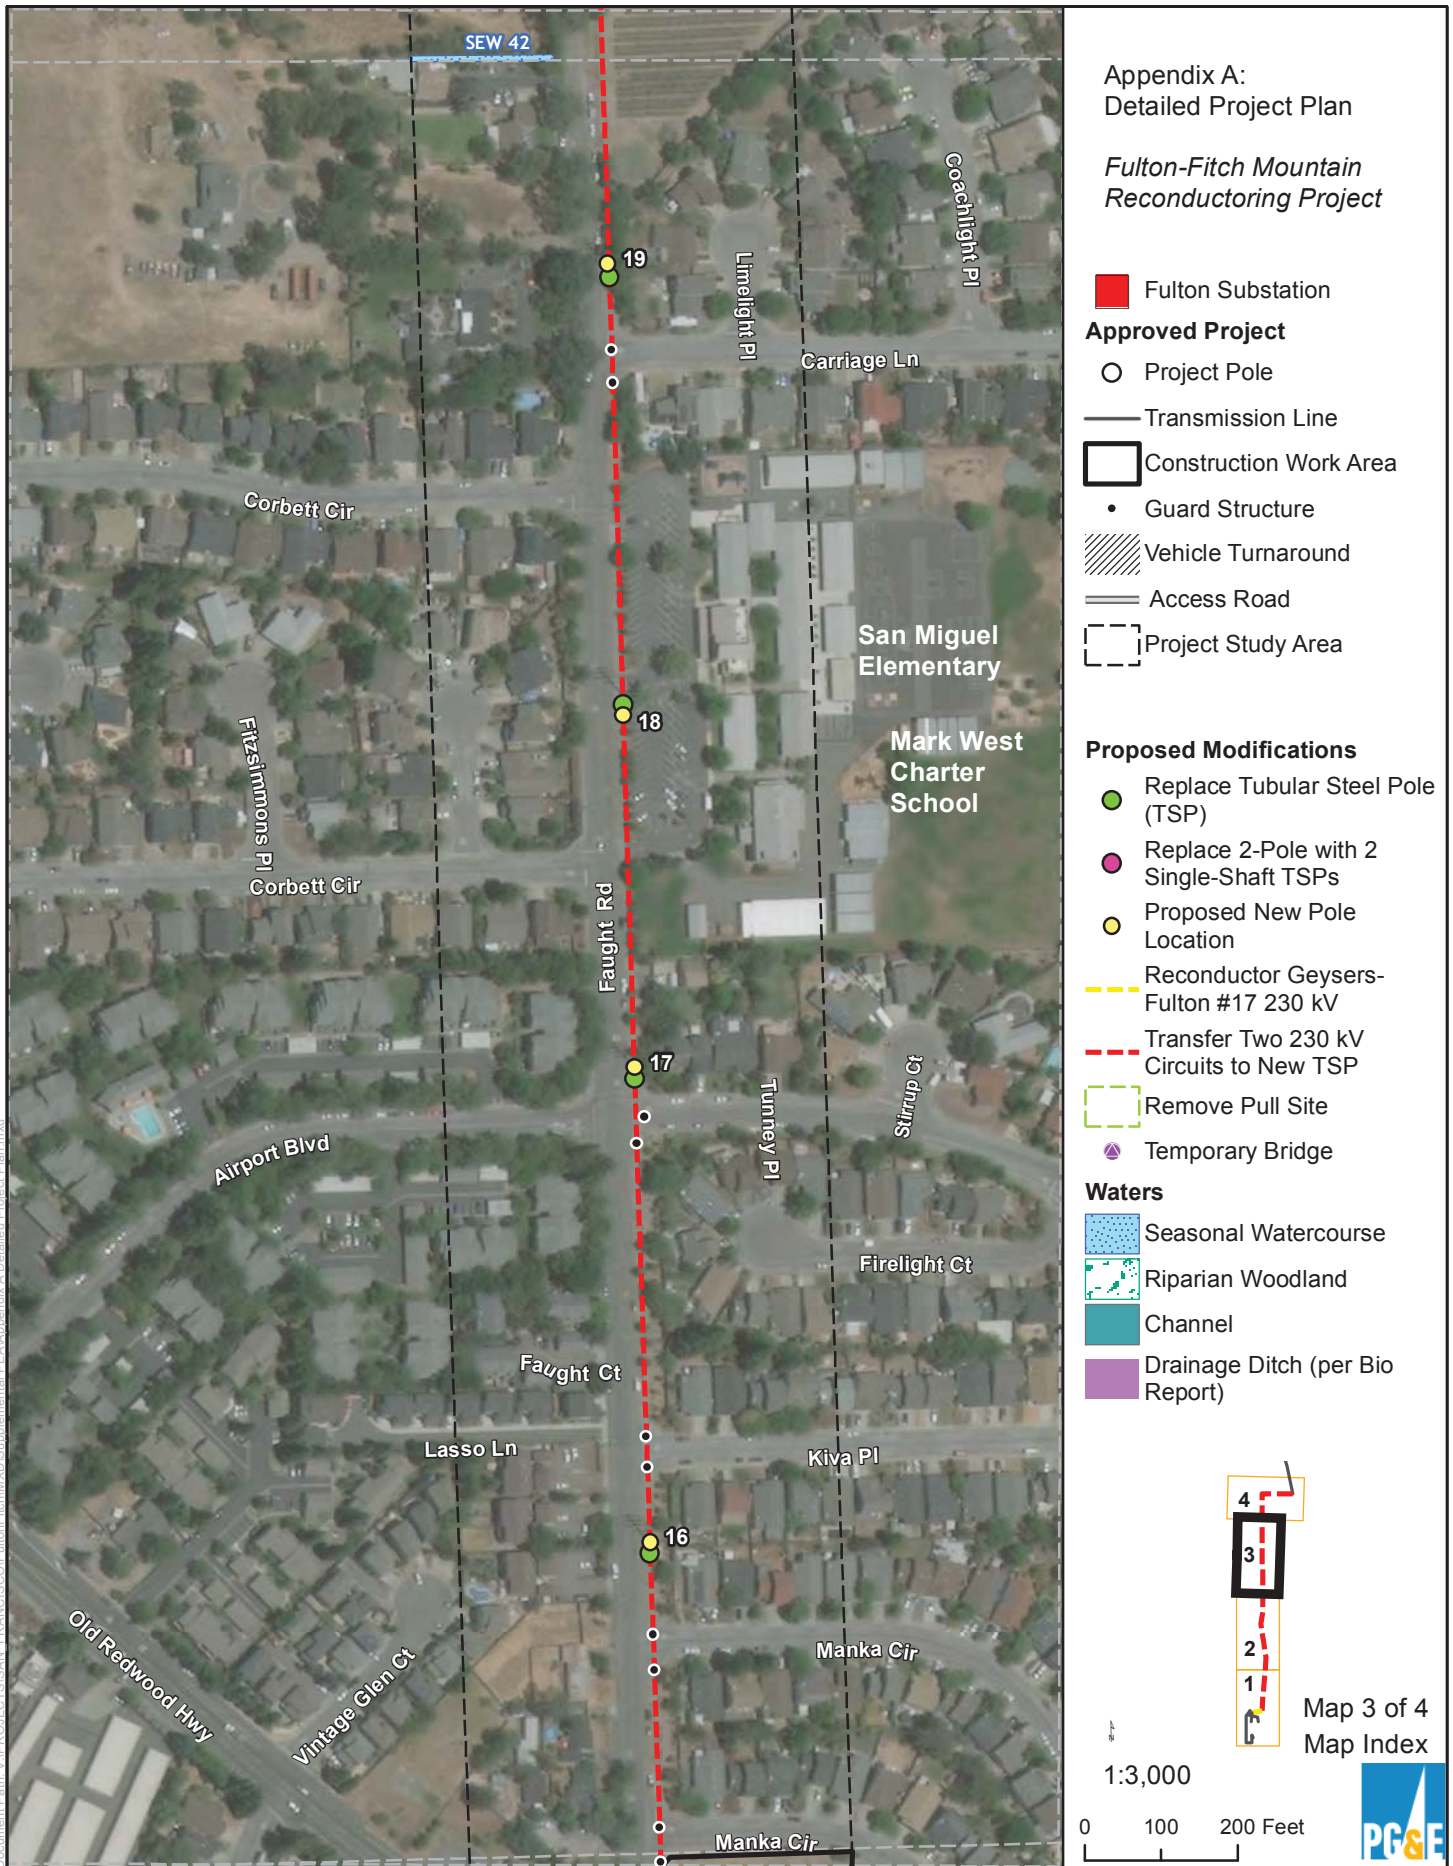 SEW 42
Coachlight Pl
Limelight Pl
19
Carriage Ln
Corbett Cir
San Miguel
Elementary
18
Mark West
Charter
School
Fitzsimmons Pl
Corbett Cir
Faught Rd
17
Stirrup Ct
Tunney Pl
Airport Blvd
Firelight Ct
Faught Ct
Lasso Ln
Kiva Pl
16
Old Redwood Hwy
Vintage Glen Ct
Manka Cir
Manka Cir
Appendix A:
Detailed Project Plan
Fulton-Fitch Mountain
Reconductoring Project
Fulton Substation
Approved Project
Project Pole
Transmission Line
Construction Work Area
Guard Structure
Vehicle Turnaround
Access Road
Project Study Area
Proposed Modifications
Replace Tubular Steel Pole
(TSP)
Replace 2-Pole with 2
Single-Shaft TSPs
Proposed New Pole
Location
Reconductor Geysers-
Fulton #17 230 kV
Transfer Two 230 kV
Circuits to New TSP
Remove Pull Site
Temporary Bridge
Waters
Seasonal Watercourse
Riparian Woodland
Channel
Drainage Ditch (per Bio
Report)
4
3
2
1
Map 3 of 4
Map Index
1:3,000
0 100 200 Feet
PG&E